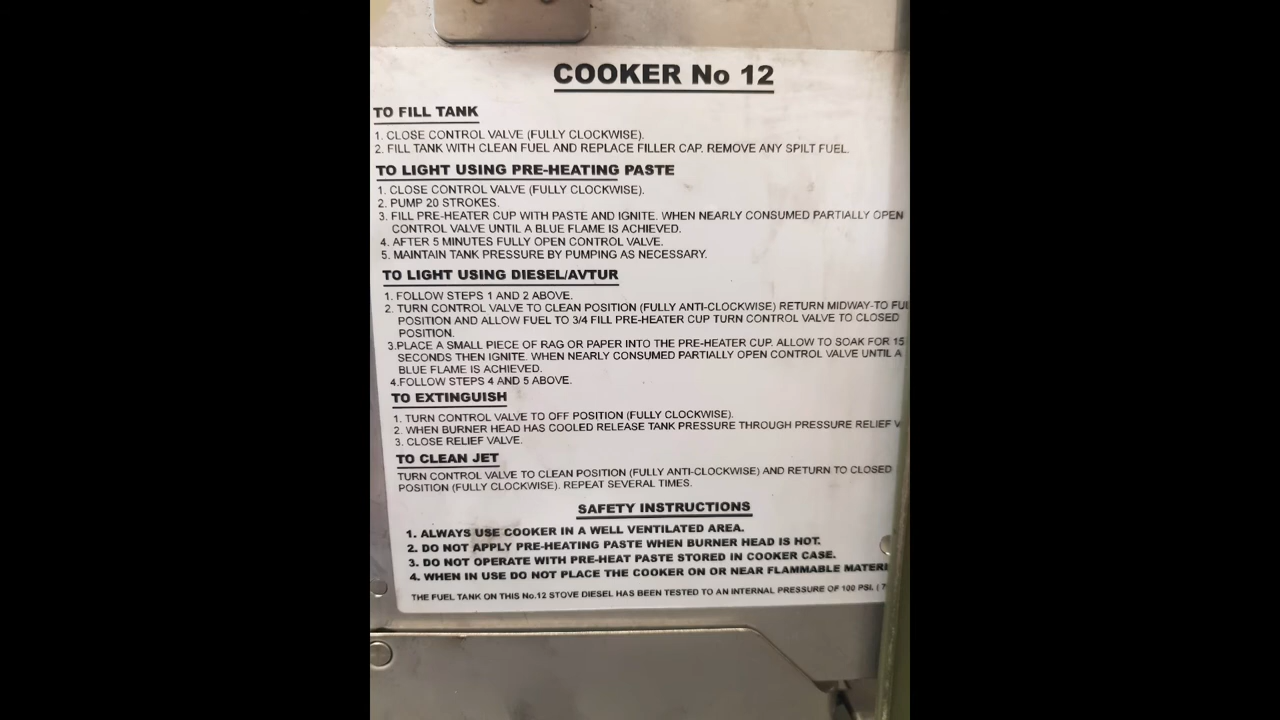 COOKER No 12
TO FILL TANK
1. CLOSE CONTROL VALVE (FULLY CLOCKWISE).
2. FILL TANK WITH CLEAN FUEL AND REPLACE FILLER CAP. REMOVE ANY SPILT FUEL.
TO LIGHT USING PRE-HEATING PASTE
1. CLOSE CONTROL VALVE (FULLY CLOCKWISE).
2. PUMP 20 STROKES.
3. FILL PRE-HEATER CUP WITH PASTE AND IGNITE. WHEN NEARLY CONSUMED PARTIALLY OPEN
CONTROL VALVE UNTIL A BLUE FLAME IS ACHIEVED.
4. AFTER 5 MINUTES FULLY OPEN CONTROL VALVE.
5. MAINTAIN TANK PRESSURE BY PUMPING AS NECESSARY.
TO LIGHT USING DIESEL/AVTUR
1. FOLLOW STEPS 1 AND 2 ABOVE.
2. TURN CONTROL VALVE TO CLEAN POSITION (FULLY ANTI-CLOCKWISE) RETURN MIDWAY-TO
POSITION AND ALLOW FUEL TO 3/4 FILL PRE-HEATER CUP TURN CONTROL VALVE TO CLOSED
POSITION.
3.PLACE A SMALL PIECE OF RAG OR PAPER INTO THE PRE-HEATER CUP. ALLOW TO SOAK FOR 15
SECONDS THEN IGNITE. WHEN NEARLY CONSUMED PARTIALLY OPEN CONTROL VALVE UNTIL A
BLUE FLAME IS ACHIEVED.
4.FOLLOW STEPS 4 AND 5 ABOVE.
TO EXTINGUISH
1. TURN CONTROL VALVE TO OFF POSITION (FULLY CLOCKWISE).
2. WHEN BURNER HEAD HAS COOLED RELEASE TANK PRESSURE THROUGH PRESSURE RELIEF
3. CLOSE RELIEF VALVE.
TO CLEAN JET
TURN CONTROL VALVE TO CLEAN POSITION (FULLY ANTI-CLOCKWISE) AND RETURN TO CLOSED
POSITION (FULLY CLOCKWISE). REPEAT SEVERAL TIMES.
SAFETY INSTRUCTIONS
1. ALWAYS USE COOKER IN A WELL VENTILATED AREA.
2. DO NOT APPLY PRE-HEATING PASTE WHEN BURNER HEAD IS HOT.
3. DO NOT OPERATE WITH PRE-HEAT PASTE STORED IN COOKER CASE.
4. WHEN IN USE DO NOT PLACE THE COOKER ON OR NEAR FLAMMABLE
THE FUEL TANK ON THIS No.12 STOVE DIESEL HAS BEEN TESTED TO AN INTERNAL PRESSURE OF 100 PSI.